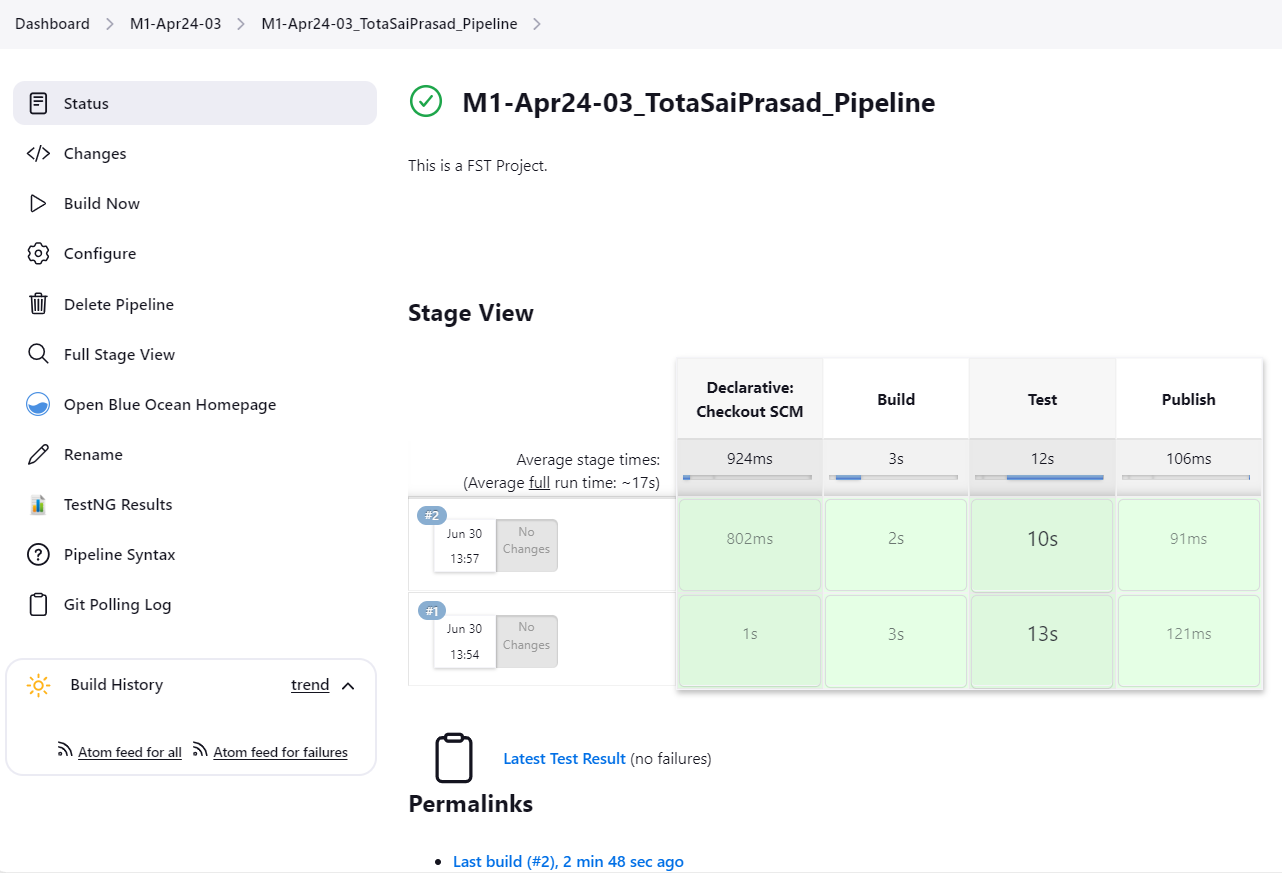 Dashboard
M1-Apr24-03
M1-Apr24-03_TotaSaiPrasad_Pipeline
Status
Changes
Build Now
Configure
Delete Pipeline
Full Stage View
Open Blue Ocean Homepage
Rename
TestNG Results
Pipeline Syntax
Git Polling Log
Build History
trend
Atom feed for all
Atom feed for failures
M1-Apr24-03_TotaSaiPrasad_Pipeline
This is a FST Project.
Stage View
Declarative:
Checkout SCM
Build
Test
Publish
Average stage times:
(Average full run time: ~17s)
924ms
3s
12s
106ms
#2
Jun 30
13:57
No
Changes
802ms
2s
10s
91ms
#1
Jun 30
13:54
No
Changes
1s
3s
13s
121ms
Latest Test Result (no failures)
Permalinks
Last build (#2), 2 min 48 sec ago